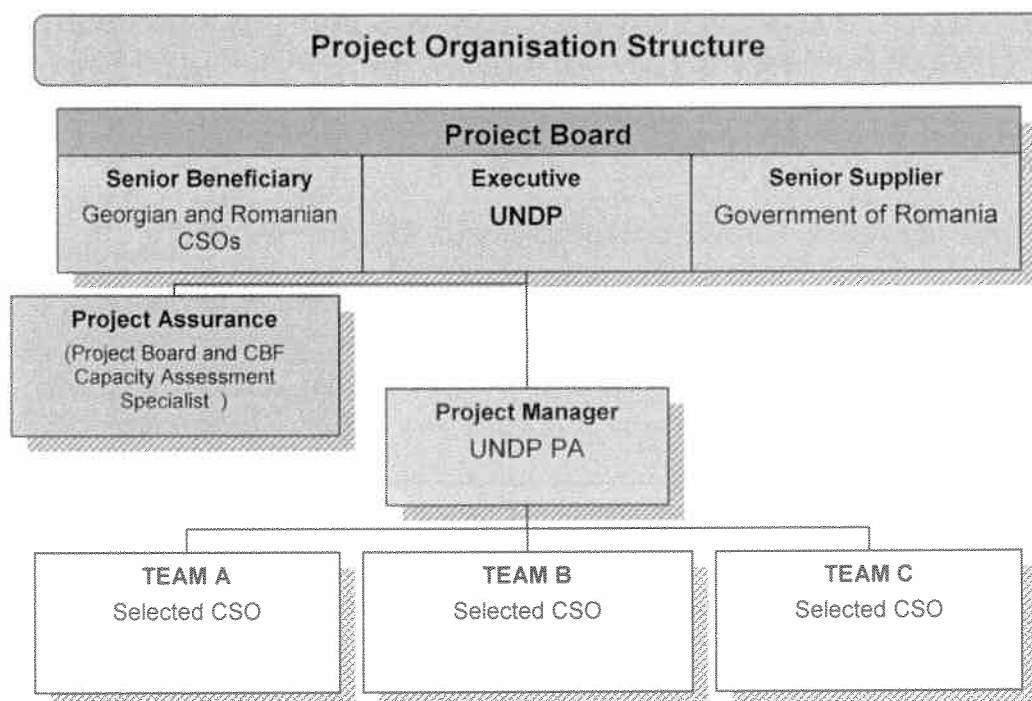 Project Organisation Structure
Project Board
Senior Beneficiary
Georgian and Romanian
CSOs
Executive
UNDP
Senior Supplier
Government of Romania
Project Assurance
(Project Board and CBF
Capacity Assessment
Specialist )
Project Manager
UNDP PA
TEAM A
Selected CSO
TEAM B
Selected CSO
TEAM C
Selected CSO